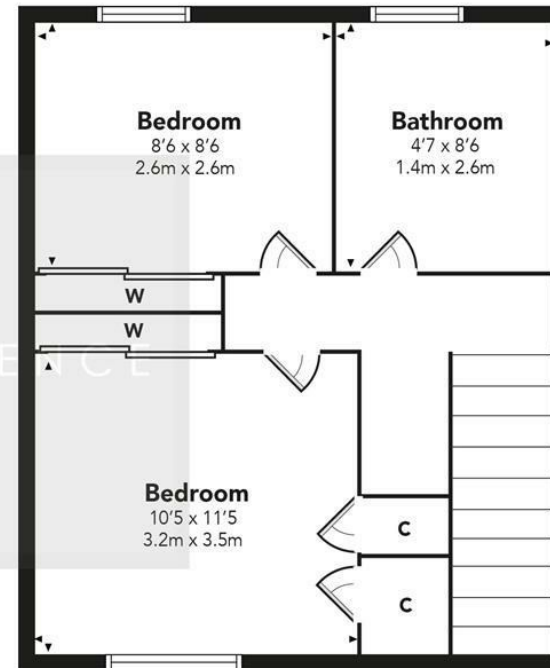 Bedroom
8'6 x 8'6
2.6m x 2.6m
Bathroom
4'7 x 8'6
1.4m x 2.6m
W
W
ENCE
Bedroom
10'5 x 11'5
3.2m x 3.5m
C
C